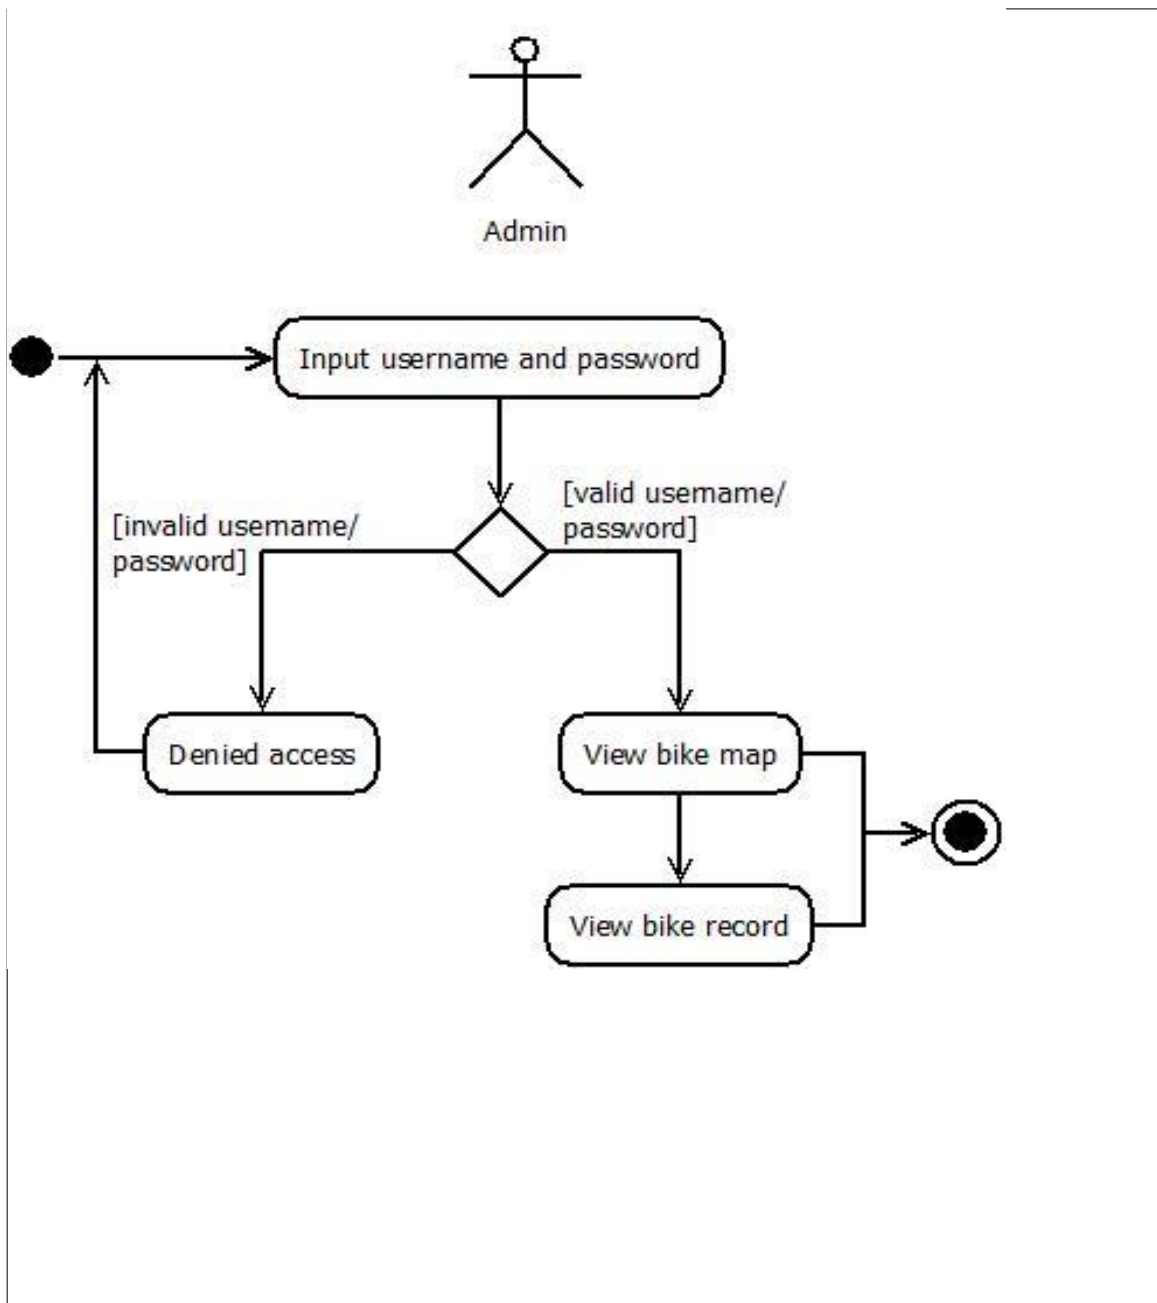 Admin
Input username and password
[valid username/
password]
[invalid username/
password]
Denied access
View bike map
View bike record